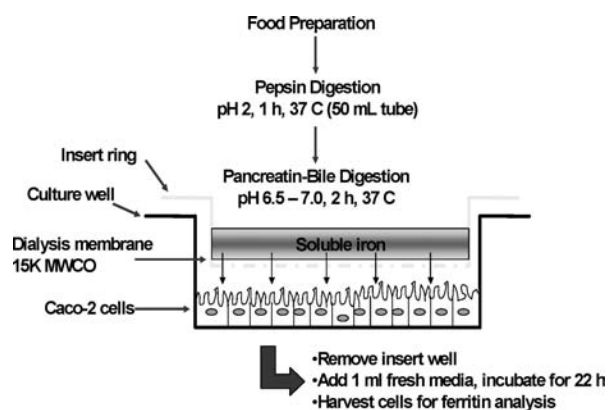 Food Preparation
Pepsin Digestion
pH 2, 1 h, 37 C (50 mL tube)
Insert ring
Pancreatin-Bile Digestion
Culture well
pH 6.5 – 7.0, 2 h, 37 C
Dialysis membrane
15K MWCO
Soluble iron
Caco-2 cells
•Remove insert well
•Add 1 ml fresh media, incubate for 22 h
•Harvest cells for ferritin analysis